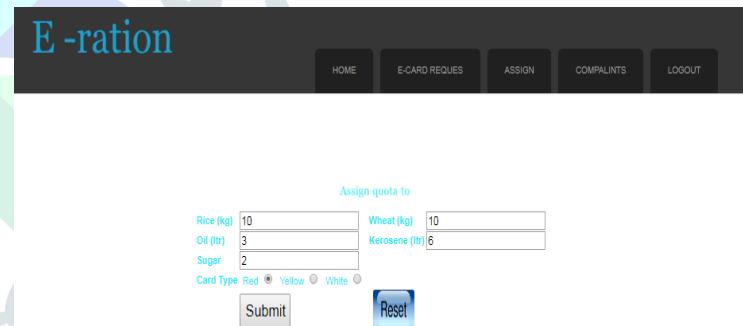 E -ration
HOME E-CARD REQUES ASSIGN COMPALINTS LOGOUT
Assign quota to
Rice (kg) 10 Wheat (kg) 10
Oil (ltr) 3 Kerosene (ltr) 6
Sugar 2
Card Type Red Yellow White
Submit Reset